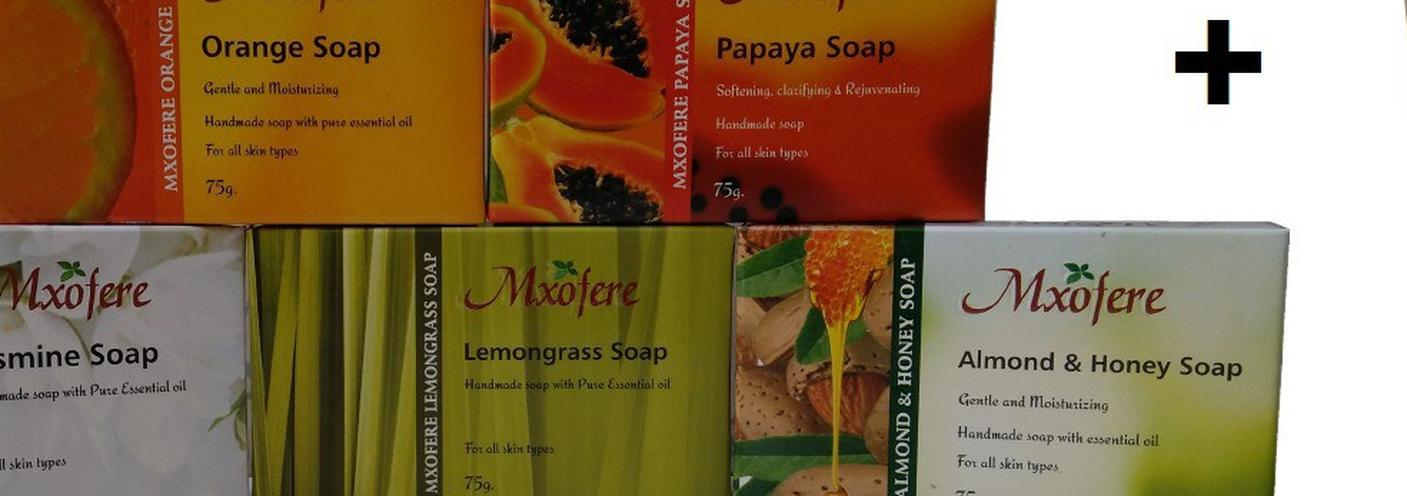 MXOFERE ORANGE
Orange Soap
Gentle and Moisturizing
Handmade soap with pure essential oil
For all skin types
75g.
MXOFERE PAPAYA
Papaya Soap
Softening, clarifying & Rejuvenating
Handmade soap
For all skin types
75g.
+
Mxofere
smine Soap
made soap with Pure Essential oil
ll skin types
MXOFERE LEMONGRASS SOAP
Mxofere
Lemongrass Soap
Handmade soap with Pure Essential oil
For all skin types
75g.
ALMOND & HONEY SOAP
Mxofere
Almond & Honey Soap
Gentle and Moisturizing
Handmade soap with essential oil
For all skin types